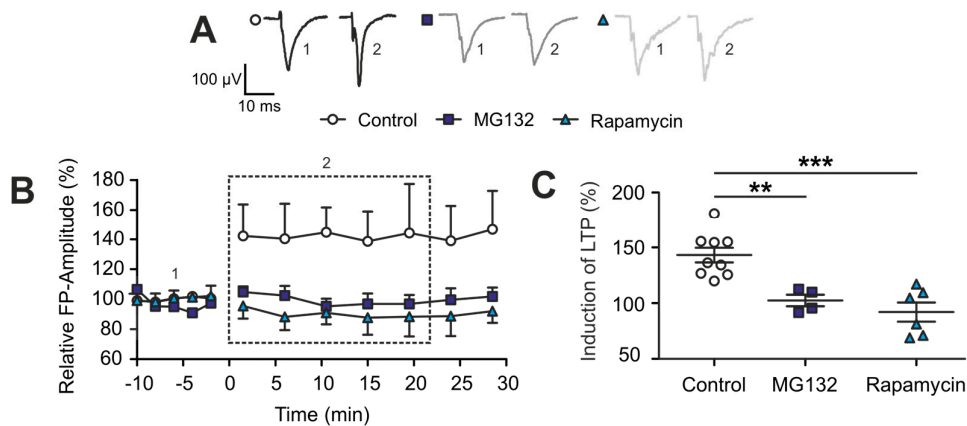 A
1
2
1
2
1
2
100 µV
10 ms
Control MG132 Rapamycin
B
Relative FP-Amplitude (%)
180
160
140
120
100
80
60
2
1
-10 -5 0 5 10 15 20 25 30
Time (min)
C
Induction of LTP (%)
200
150
100
50
***
**
Control MG132 Rapamycin